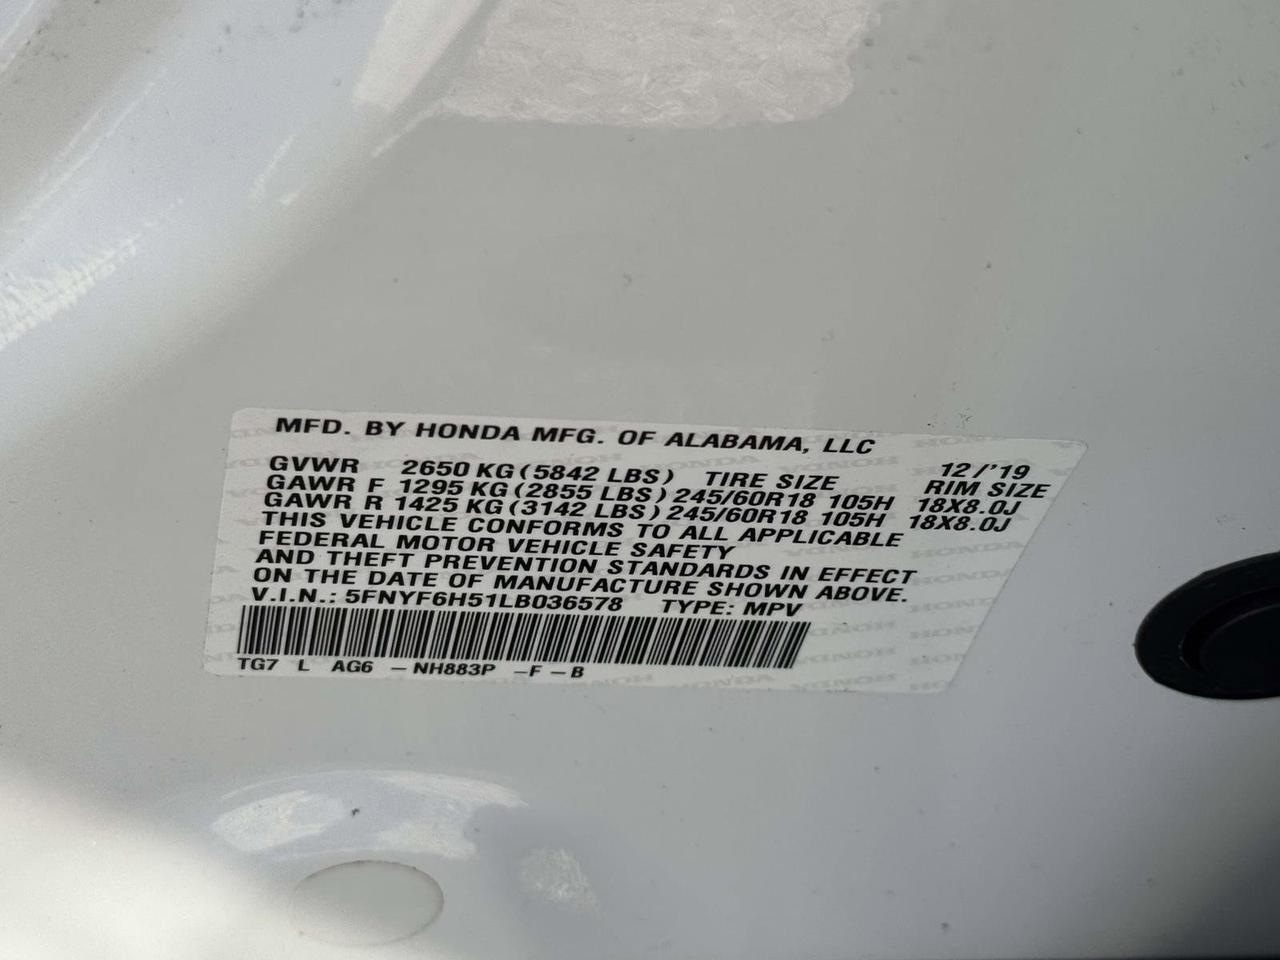 MFD. BY HONDA MFG. OF ALABAMA, LLC
12/'19
GVWR 2650 KG (5842 LBS) TIRE SIZE RIM SIZE
GAWR F 1295 KG (2855 LBS) 245/60R18 105H 18X8.0J
GAWR R 1425 KG (3142 LBS) 245/60R18 105H 18X8.0J
THIS VEHICLE CONFORMS TO ALL APPLICABLE
FEDERAL MOTOR VEHICLE SAFETY
AND THEFT PREVENTION STANDARDS IN EFFECT
ON THE DATE OF MANUFACTURE SHOWN ABOVE.
V.I.N.: 5FNYF6H51LB036578 TYPE: MPV
TG7 L AG6 – NH883P – F – B